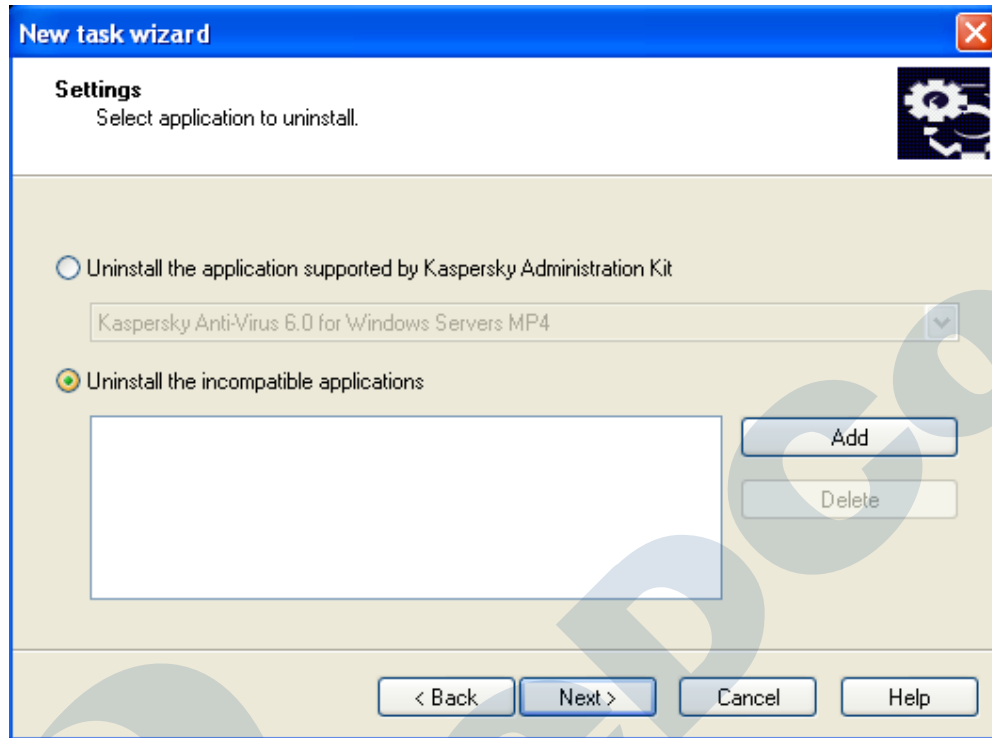 New task wizard
Settings
Select application to uninstall.
Uninstall the application supported by Kaspersky Administration Kit
Kaspersky Anti-Virus 6.0 for Windows Servers MP4
Uninstall the incompatible applications
Add
Delete
< Back
Next >
Cancel
Help